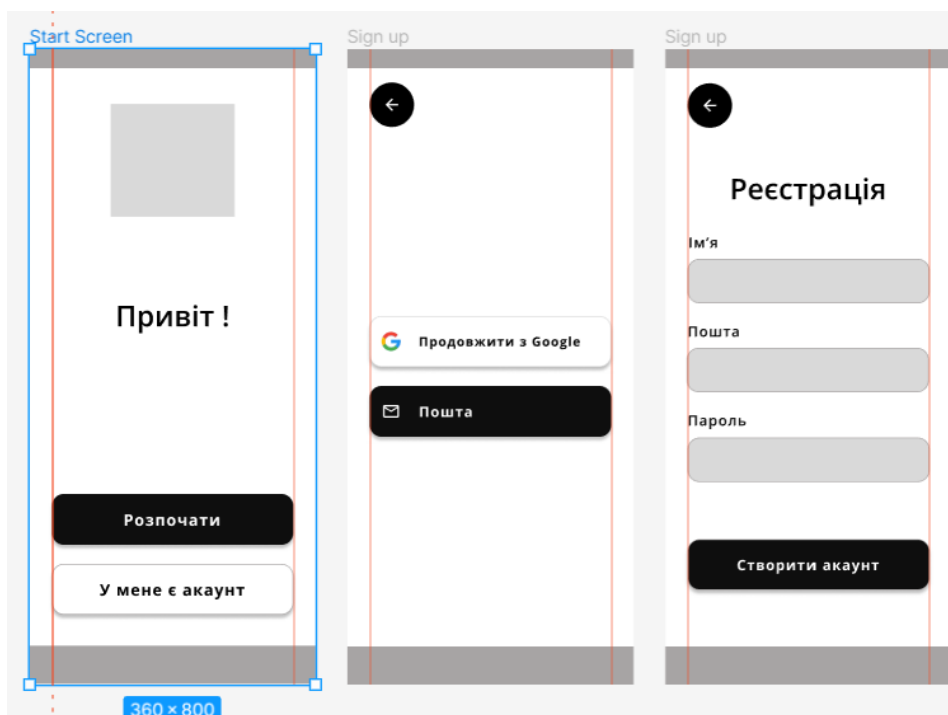 Start Screen
Привіт !
Розпочати
У мене є акаунт
360 × 800
Sign up
Продовжити з Google
Пошта
Sign up
Реєстрація
Ім’я
Пошта
Пароль
Створити акаунт